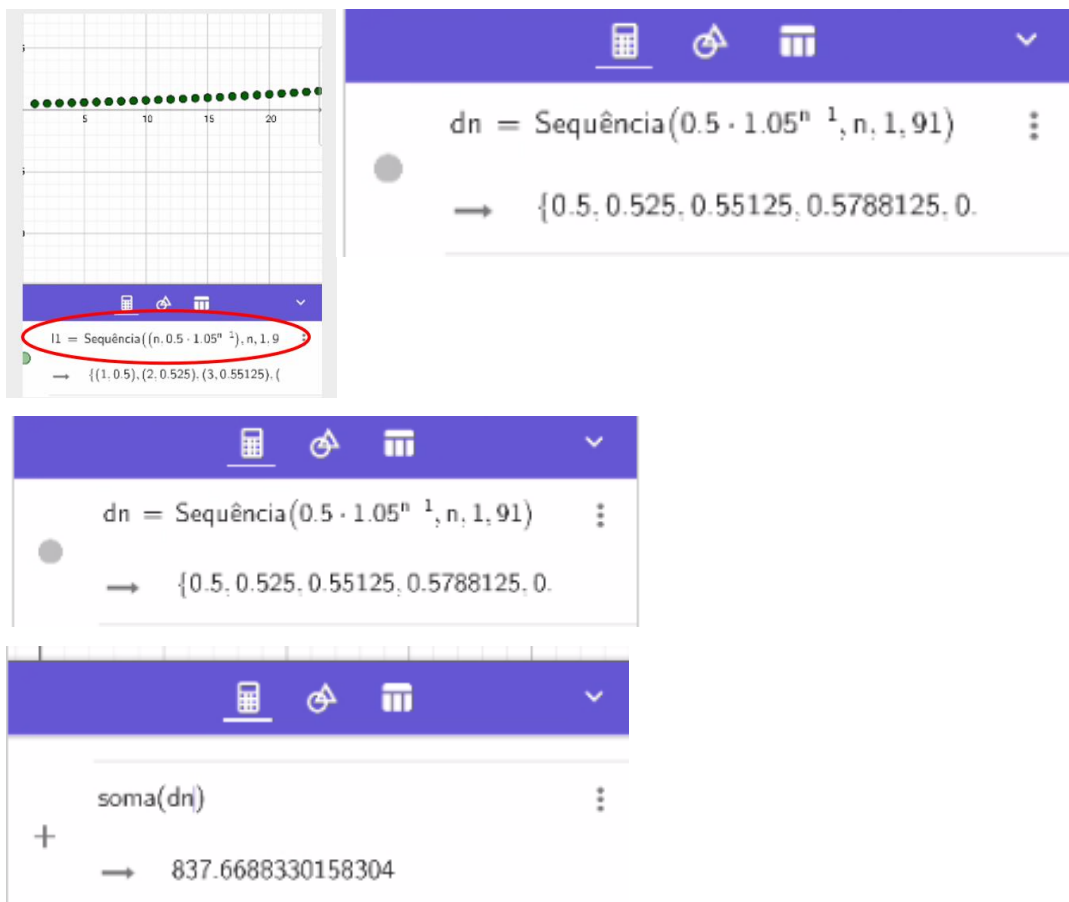 5
10
15
20
l1 = Sequência((n, 0.5 · 1.05ⁿ ¹), n, 1, 9
→ {(1, 0.5), (2, 0.525), (3, 0.55125), (
dn = Sequência(0.5 · 1.05ⁿ ¹, n, 1, 91)
→ {0.5, 0.525, 0.55125, 0.5788125, 0.
dn = Sequência(0.5 · 1.05ⁿ ¹, n, 1, 91)
→ {0.5, 0.525, 0.55125, 0.5788125, 0.
soma(dn)
→ 837.6688330158304